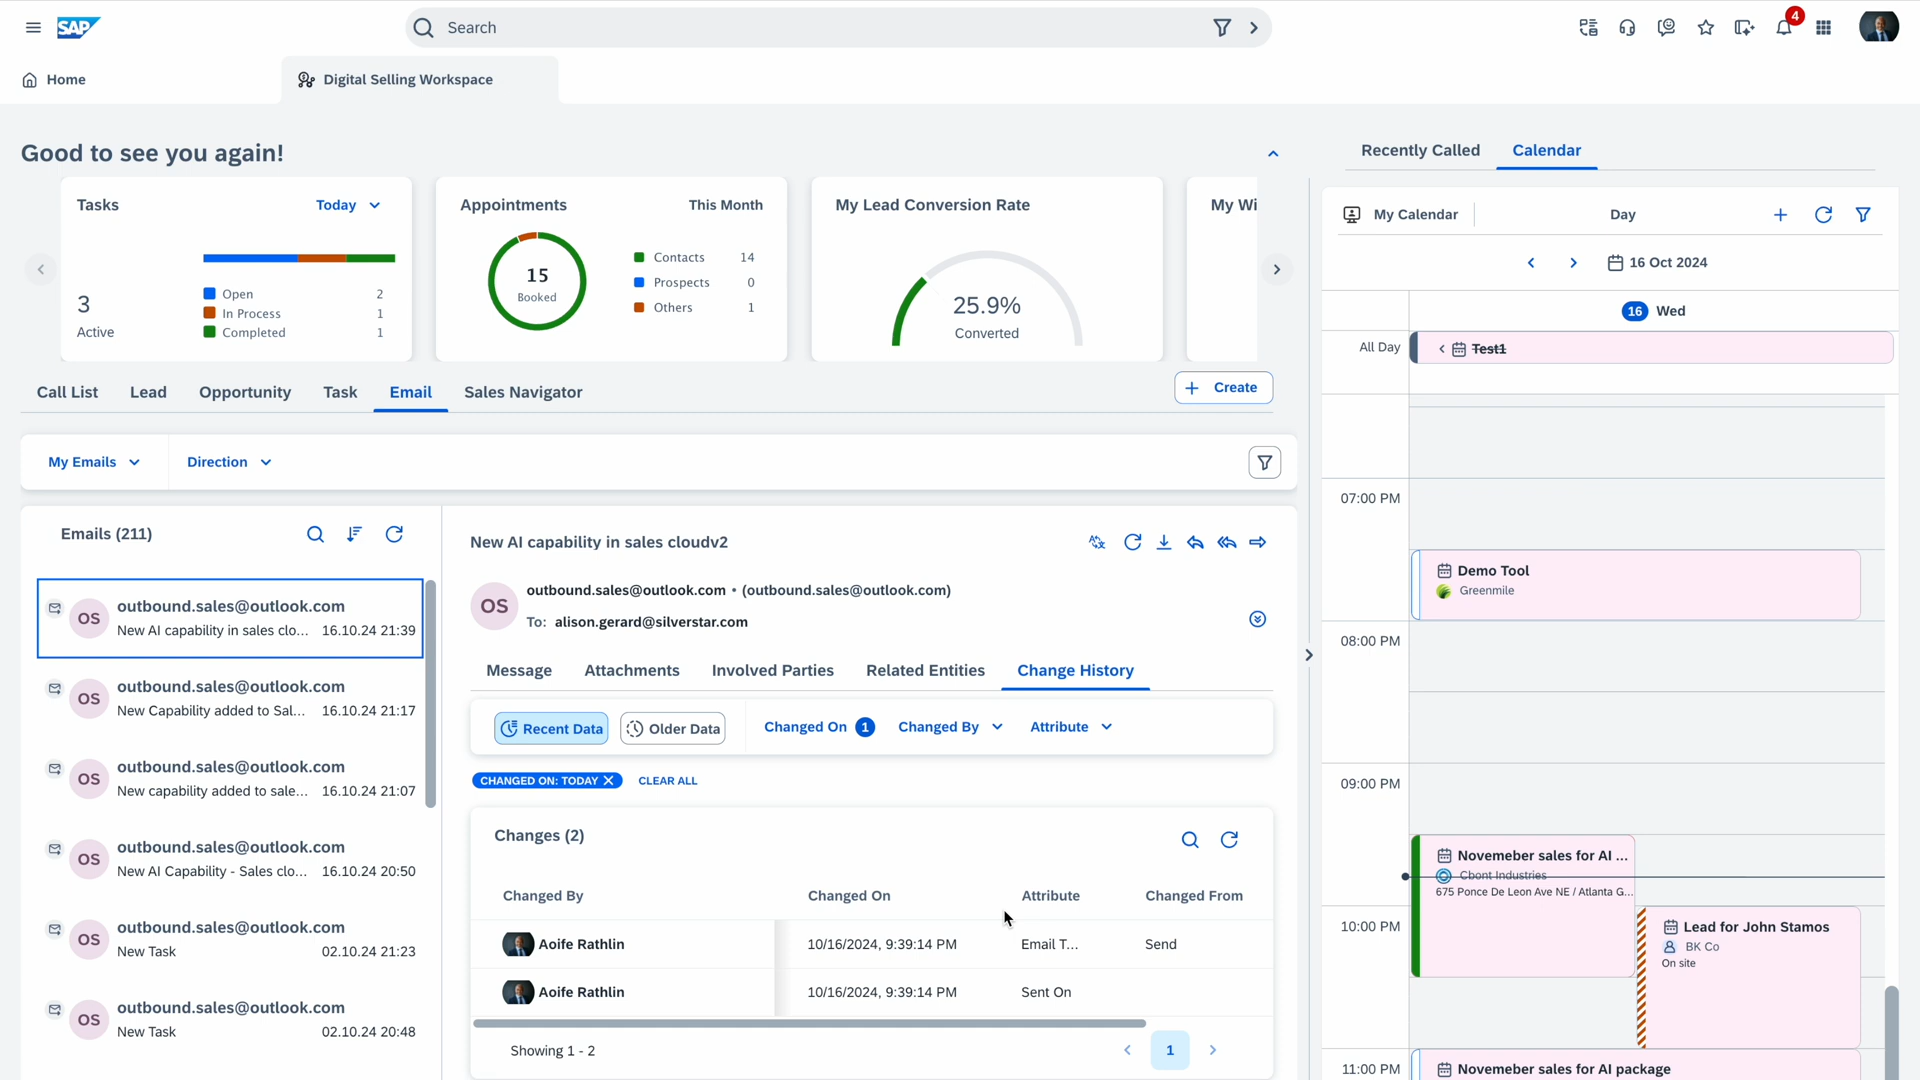 SAP
Search
4
Home
Digital Selling Workspace
Good to see you again!
Tasks
Today
3
Active
Open 2
In Process 1
Completed 1
Appointments
This Month
15
Booked
Contacts 14
Prospects 0
Others 1
My Lead Conversion Rate
25.9%
Converted
My Wi
Call List
Lead
Opportunity
Task
Email
Sales Navigator
Create
My Emails
Direction
Emails (211)
OS
outbound.sales@outlook.com
New AI capability in sales clo... 16.10.24 21:39
OS
outbound.sales@outlook.com
New Capability added to Sal... 16.10.24 21:17
OS
outbound.sales@outlook.com
New capability added to sale... 16.10.24 21:07
OS
outbound.sales@outlook.com
New AI Capability - Sales clo... 16.10.24 20:50
OS
outbound.sales@outlook.com
New Task 02.10.24 21:23
OS
outbound.sales@outlook.com
New Task 02.10.24 20:48
New AI capability in sales cloudv2
OS
outbound.sales@outlook.com • (outbound.sales@outlook.com)
To: alison.gerard@silverstar.com
Message
Attachments
Involved Parties
Related Entities
Change History
Recent Data
Older Data
Changed On 1
Changed By
Attribute
CHANGED ON: TODAY
CLEAR ALL
Changes (2)
Changed By Changed On Attribute Changed From
Aoife Rathlin 10/16/2024, 9:39:14 PM Email T... Send
Aoife Rathlin 10/16/2024, 9:39:14 PM Sent On
Showing 1 - 2
1
Recently Called
Calendar
My Calendar
Day
16 Oct 2024
16 Wed
All Day
Test1
07:00 PM
Demo Tool
Greenmile
08:00 PM
09:00 PM
Novemeber sales for AI ...
Cbont Industries
675 Ponce De Leon Ave NE / Atlanta G...
10:00 PM
Lead for John Stamos
BK Co
On site
11:00 PM
Novemeber sales for AI package